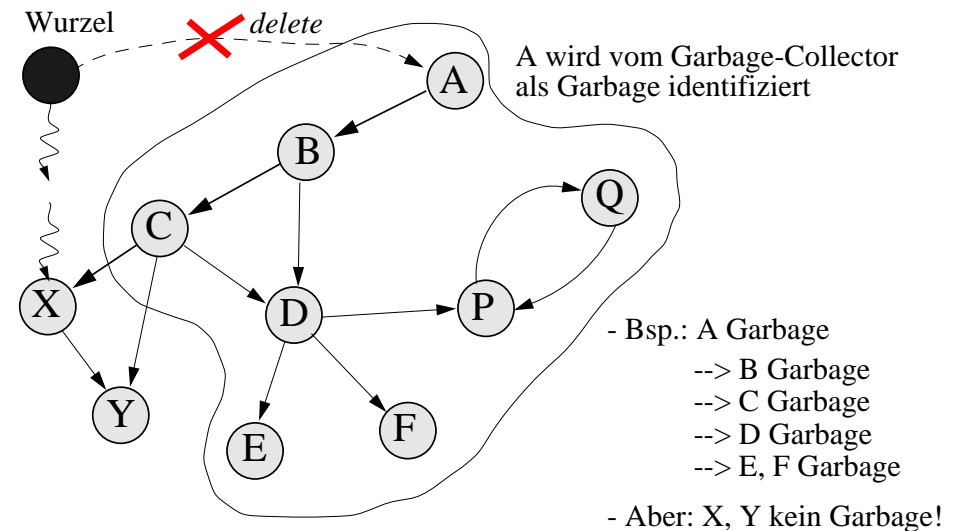 Wurzel
delete
A wird vom Garbage-Collector
als Garbage identifiziert
A
B
Q
C
X
D
P
Y
E
F
- Bsp.: A Garbage
--> B Garbage
--> C Garbage
--> D Garbage
--> E, F Garbage
- Aber: X, Y kein Garbage!